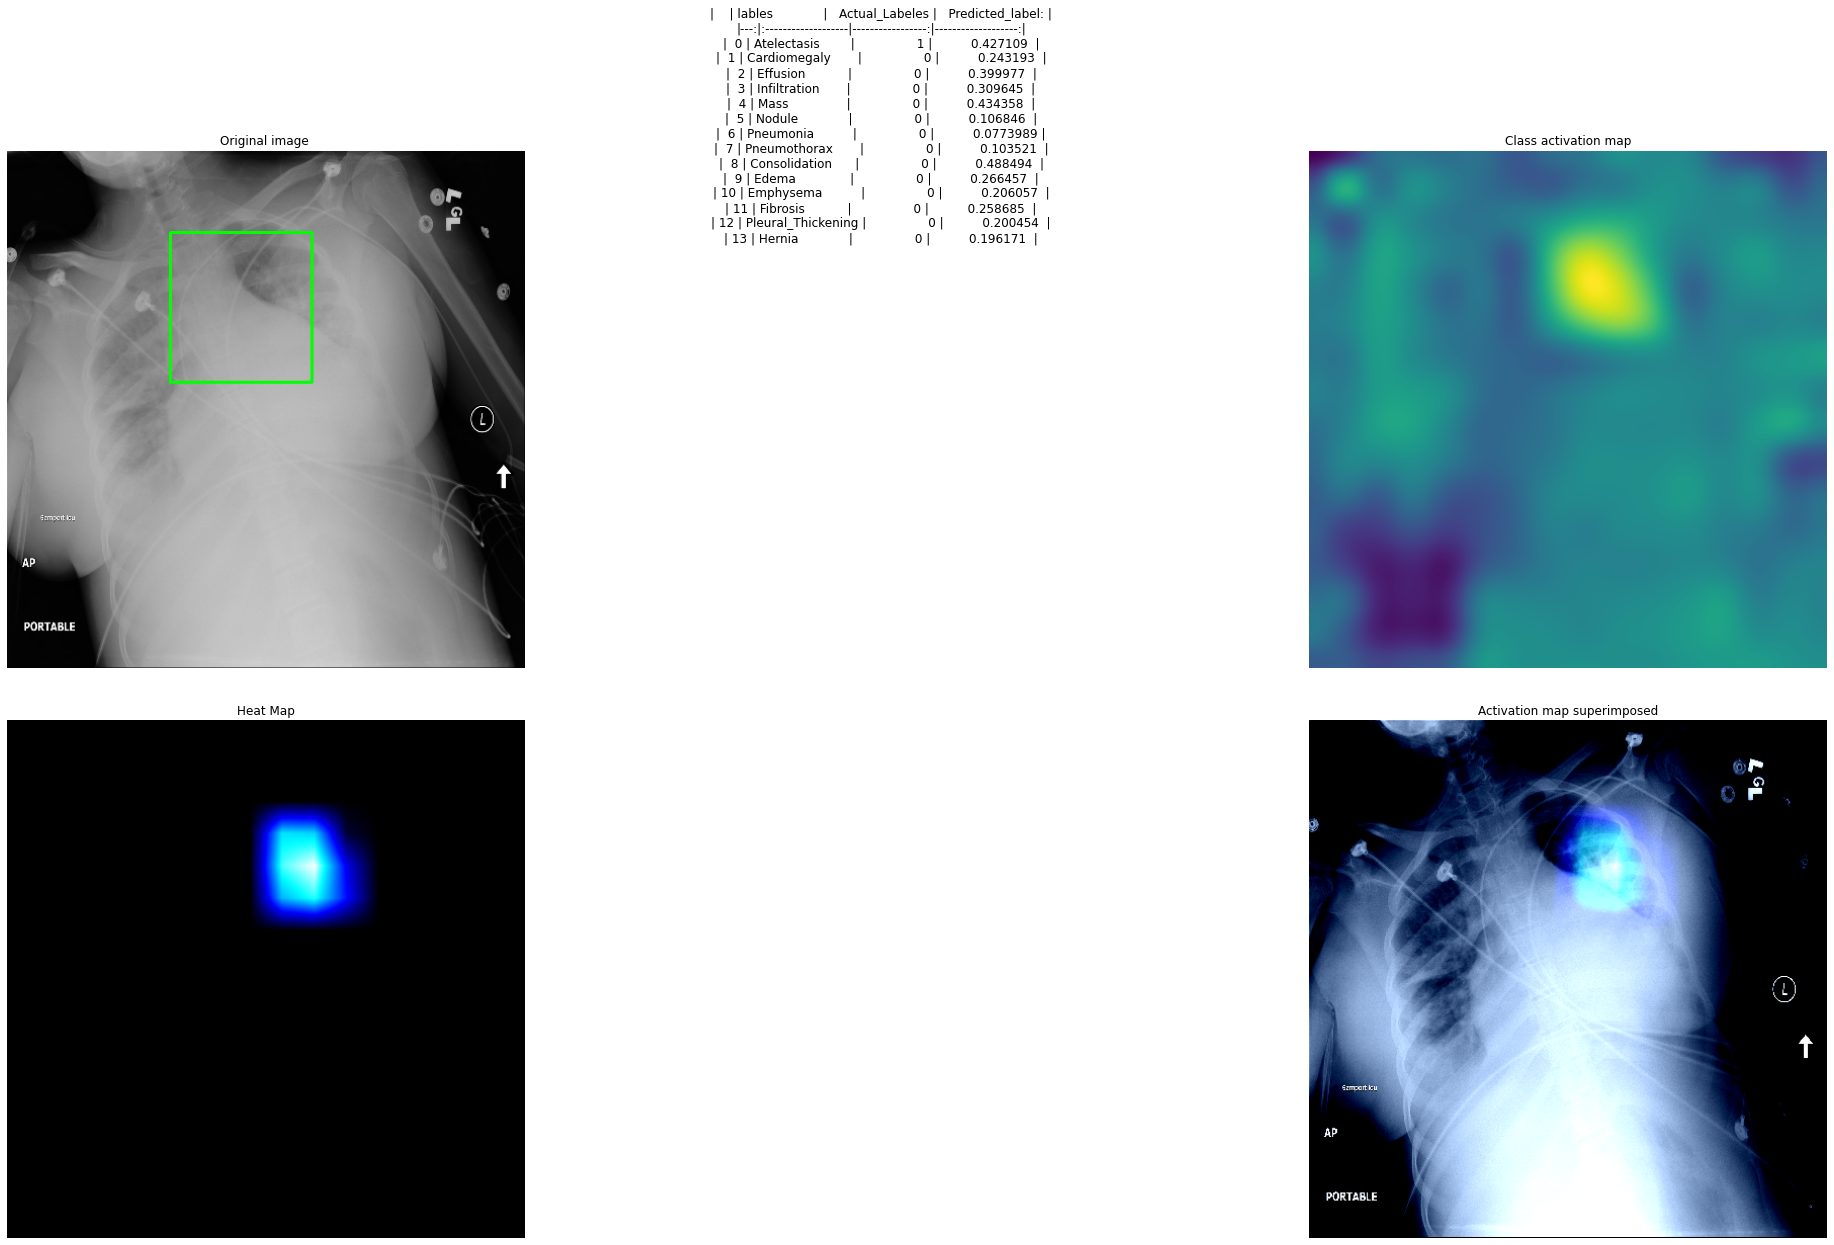 |    | lables             |   Actual_Labeles |   Predicted_label: |
|---:|:-------------------|-----------------:|-------------------:|
|  0 | Atelectasis        |                1 |          0.427109  |
|  1 | Cardiomegaly       |                0 |          0.243193  |
|  2 | Effusion           |                0 |          0.399977  |
|  3 | Infiltration       |                0 |          0.309645  |
|  4 | Mass               |                0 |          0.434358  |
|  5 | Nodule             |                0 |          0.106846  |
|  6 | Pneumonia          |                0 |          0.0773989 |
|  7 | Pneumothorax       |                0 |          0.103521  |
|  8 | Consolidation      |                0 |          0.488494  |
|  9 | Edema              |                0 |          0.266457  |
| 10 | Emphysema          |                0 |          0.206057  |
| 11 | Fibrosis           |                0 |          0.258685  |
| 12 | Pleural_Thickening |                0 |          0.200454  |
| 13 | Hernia             |                0 |          0.196171  |
Original image
L
GL
L
AP
PORTABLE
Class activation map
Heat Map
Activation map superimposed
L
GL
L
AP
PORTABLE